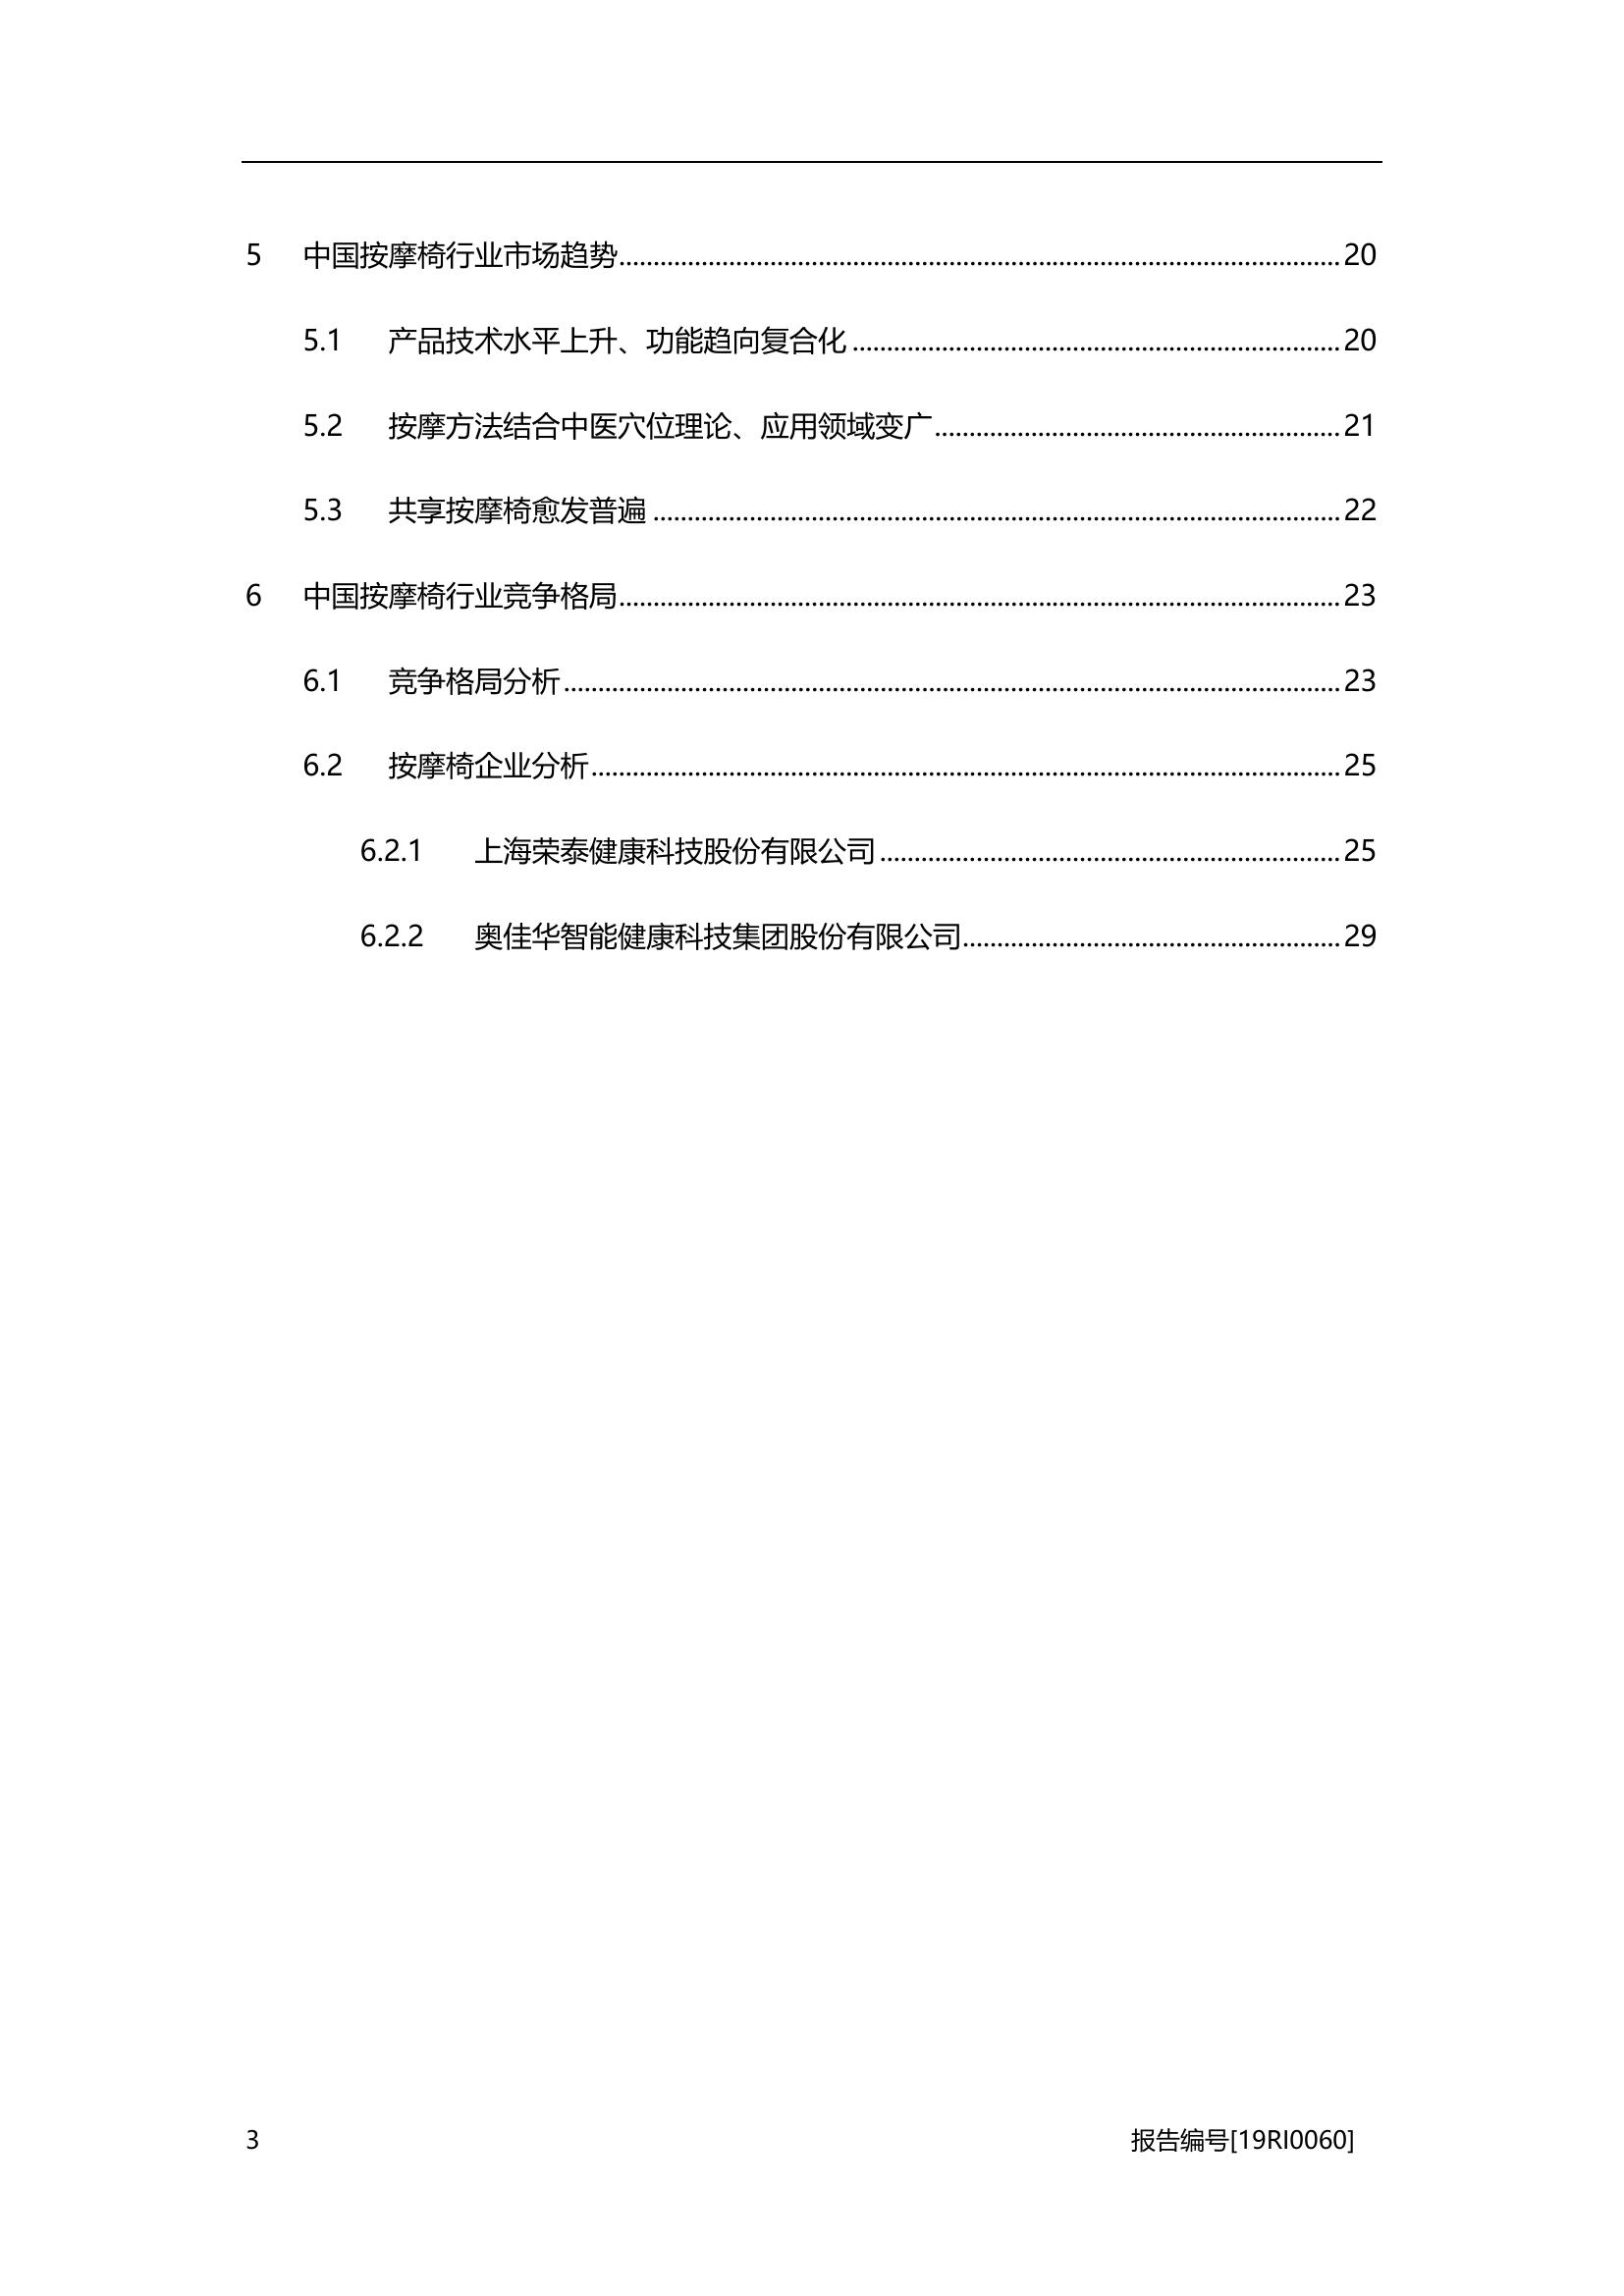 5 中国按摩椅行业市场趋势........................................20
5.1 产品技术水平上升、功能趋向复合化........................................20
5.2 按摩方法结合中医穴位理论、应用领域变广........................................21
5.3 共享按摩椅愈发普遍........................................22
6 中国按摩椅行业竞争格局........................................23
6.1 竞争格局分析........................................23
6.2 按摩椅企业分析........................................25
6.2.1 上海荣泰健康科技股份有限公司........................................25
6.2.2 奥佳华智能健康科技集团股份有限公司........................................29
3 报告编号[19RI0060]